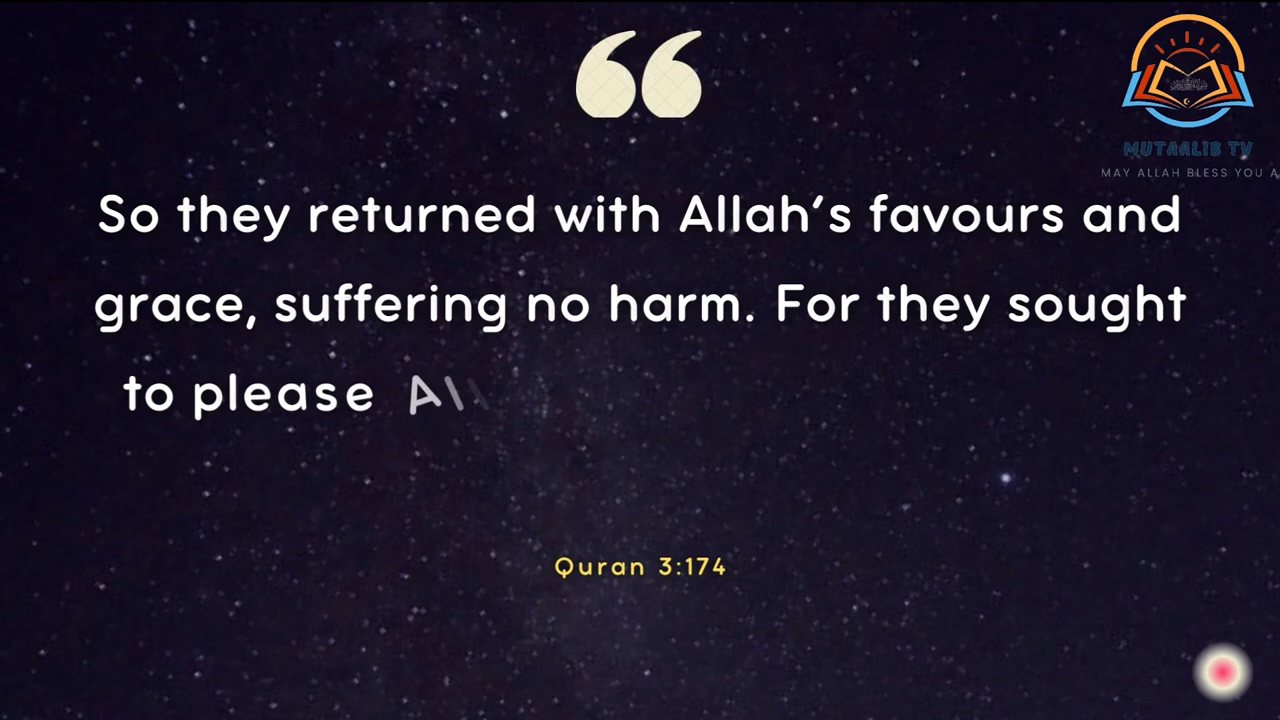 MUTAALIB TV
MAY ALLAH BLESS YOU A
So they returned with Allah's favours and
grace, suffering no harm. For they sought
to please
Quran 3:174